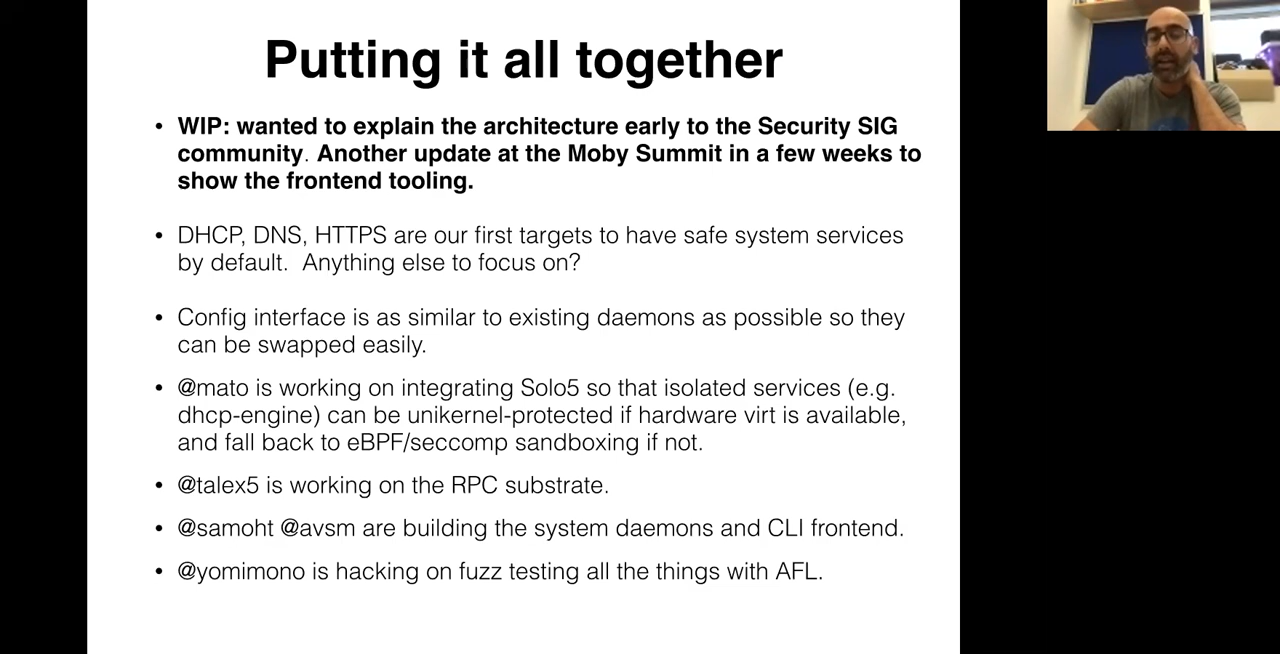 Putting it all together
• WIP: wanted to explain the architecture early to the Security SIG
community. Another update at the Moby Summit in a few weeks to
show the frontend tooling.
• DHCP, DNS, HTTPS are our first targets to have safe system services
by default.  Anything else to focus on?
• Config interface is as similar to existing daemons as possible so they
can be swapped easily.
• @mato is working on integrating Solo5 so that isolated services (e.g.
dhcp-engine) can be unikernel-protected if hardware virt is available,
and fall back to eBPF/seccomp sandboxing if not.
• @talex5 is working on the RPC substrate.
• @samoht @avsm are building the system daemons and CLI frontend.
• @yomimono is hacking on fuzz testing all the things with AFL.